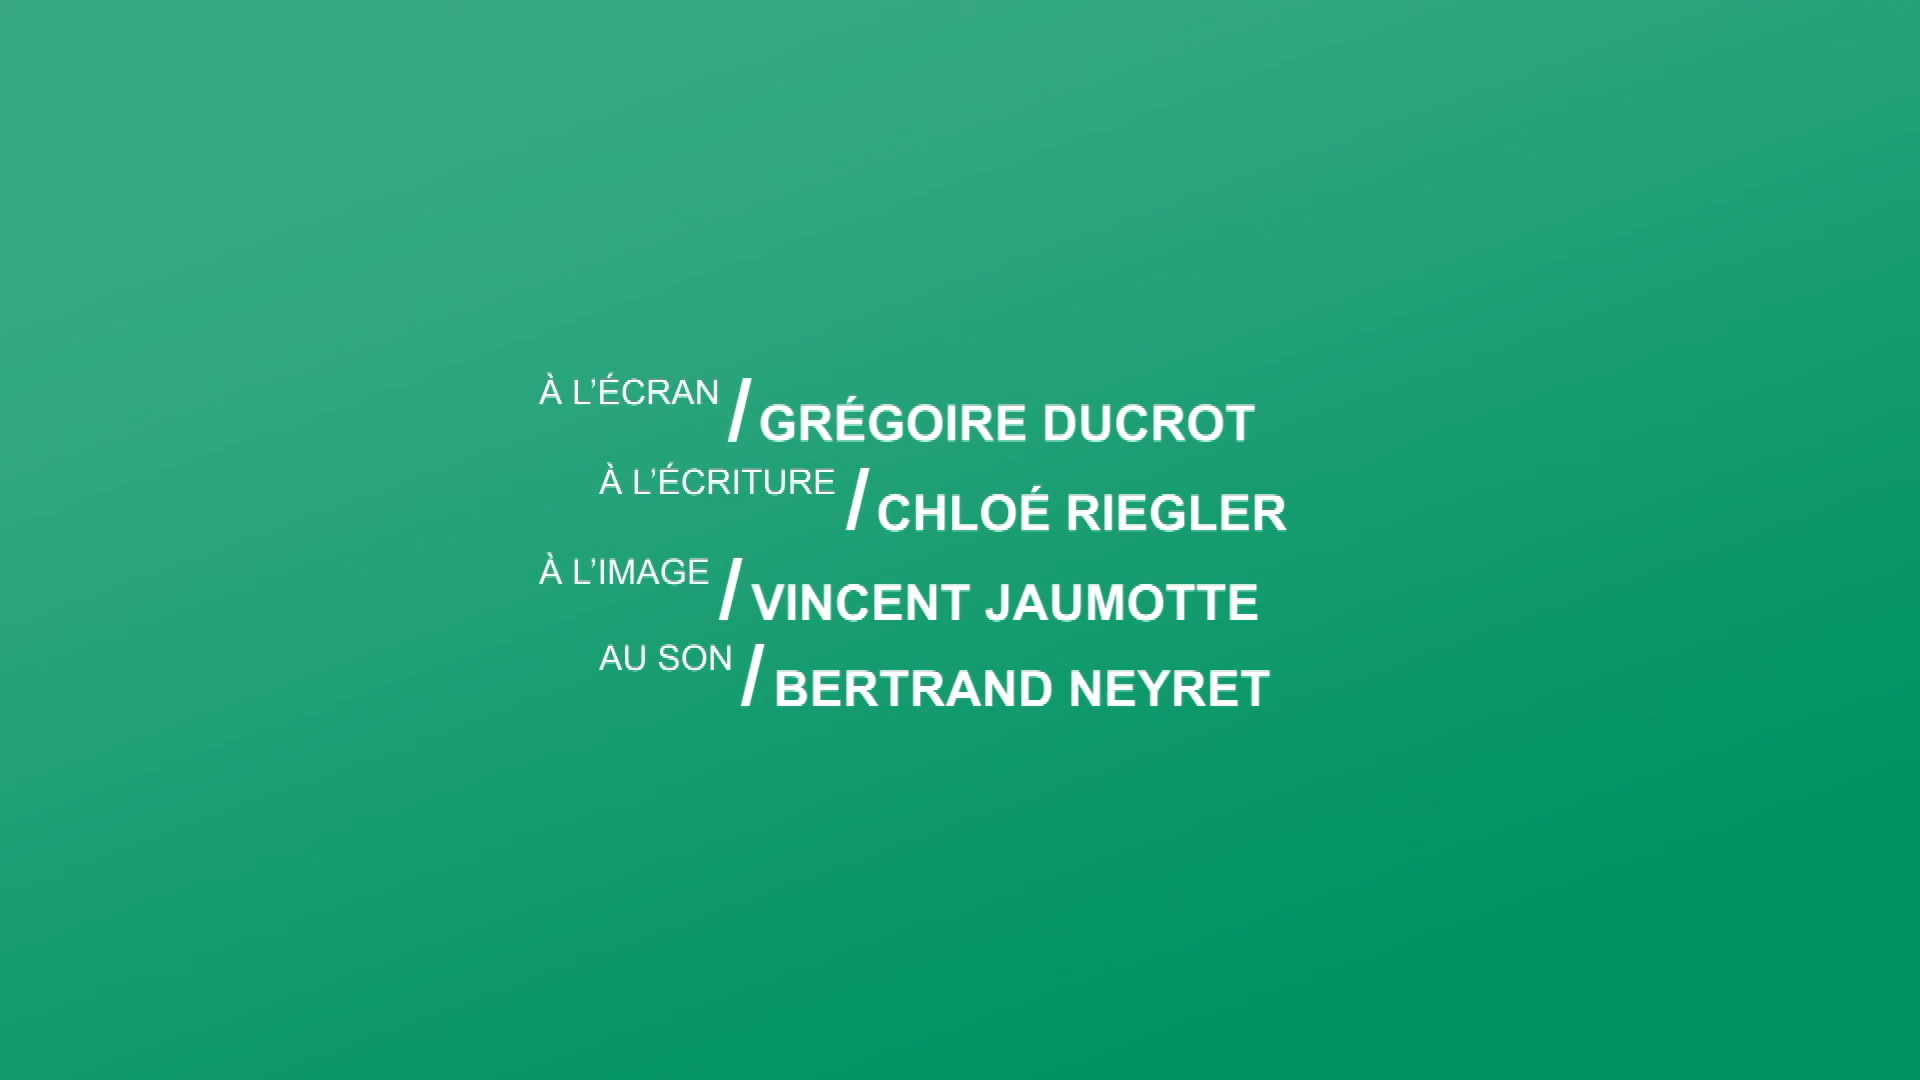 À L’ÉCRAN / GRÉGOIRE DUCROT
À L’ÉCRITURE / CHLOÉ RIEGLER
À L’IMAGE / VINCENT JAUMOTTE
AU SON / BERTRAND NEYRET